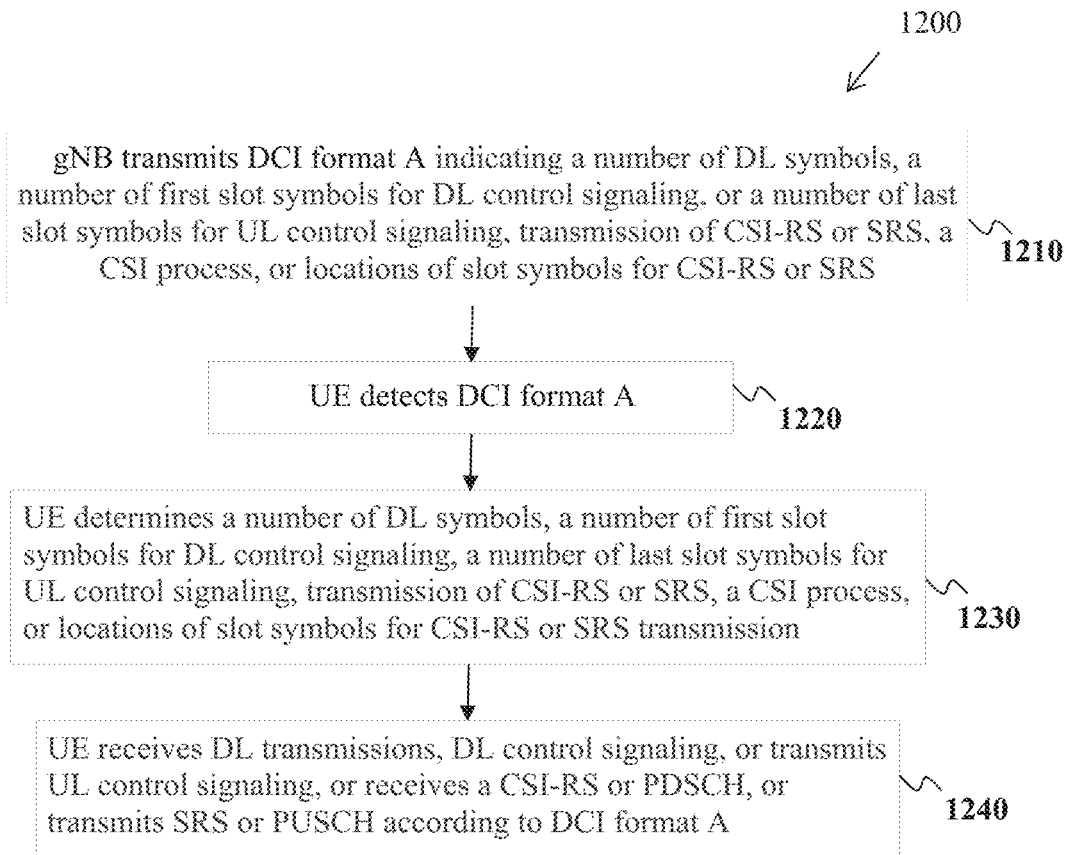 1200
gNB transmits DCI format A indicating a number of DL symbols, a
number of first slot symbols for DL control signaling, or a number of last
slot symbols for UL control signaling, transmission of CSI-RS or SRS, a
CSI process, or locations of slot symbols for CSI-RS or SRS
1210
UE detects DCI format A
1220
UE determines a number of DL symbols, a number of first slot
symbols for DL control signaling, a number of last slot symbols for
UL control signaling, transmission of CSI-RS or SRS, a CSI process,
or locations of slot symbols for CSI-RS or SRS transmission
1230
UE receives DL transmissions, DL control signaling, or transmits
UL control signaling, or receives a CSI-RS or PDSCH, or
transmits SRS or PUSCH according to DCI format A
1240